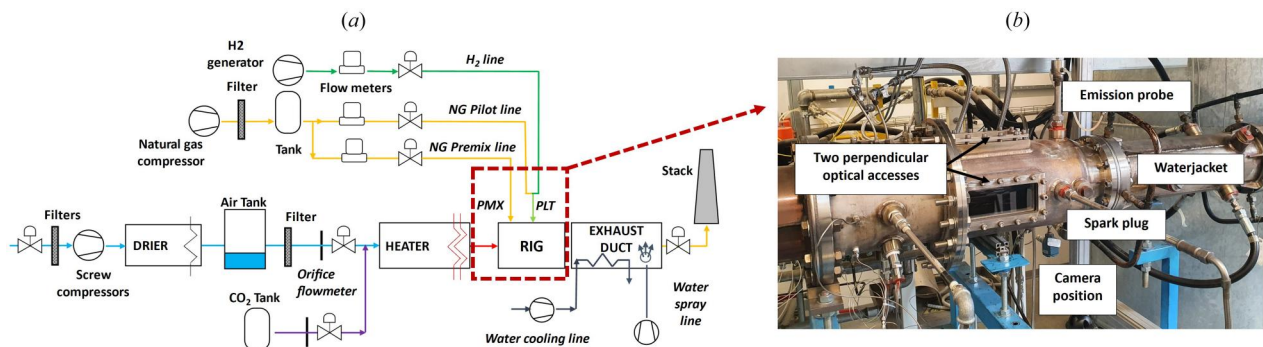 (a)
H2
generator
Filter
Flow meters
H₂ line
NG Pilot line
Natural gas
compressor
Tank
NG Premix line
Stack
Filters
Air Tank
Filter
PMX
PLT
DRIER
HEATER
RIG
EXHAUST
DUCT
Screw
compressors
Orifice
flowmeter
CO₂ Tank
Water cooling line
Water
spray
line
(b)
Emission probe
Two perpendicular
optical accesses
Waterjacket
Spark plug
Camera
position